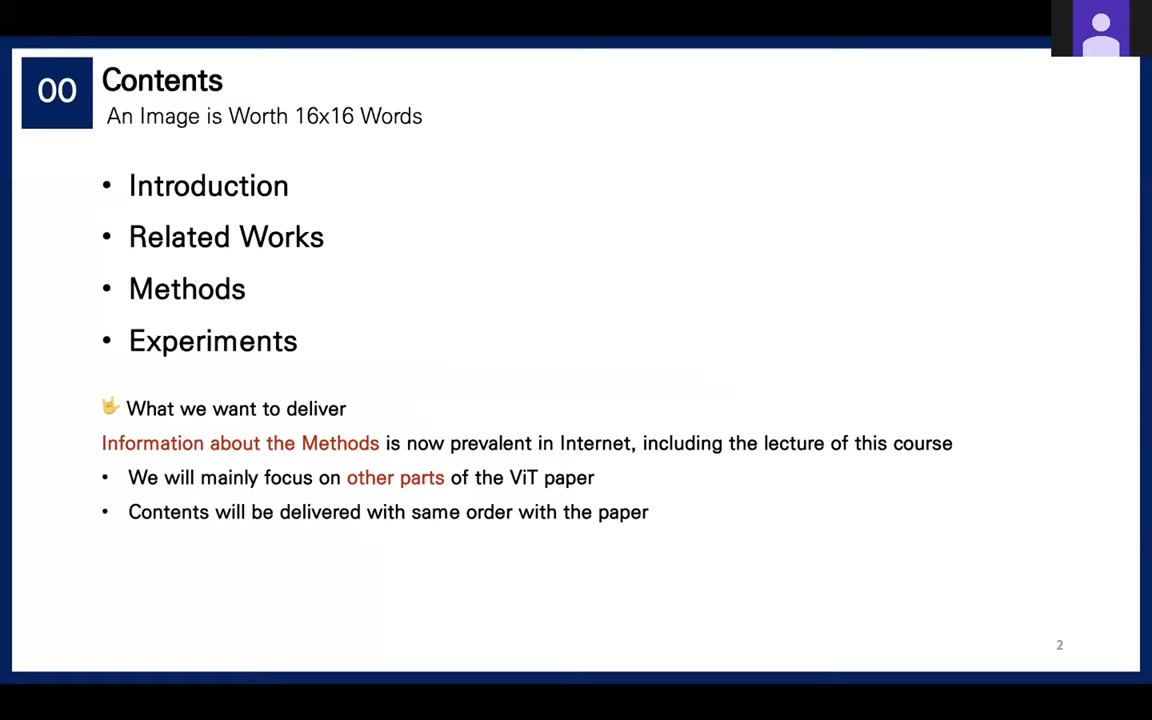 00
Contents
An Image is Worth 16x16 Words
• Introduction
• Related Works
• Methods
• Experiments
🤟 What we want to deliver
Information about the Methods is now prevalent in Internet, including the lecture of this course
• We will mainly focus on other parts of the ViT paper
• Contents will be delivered with same order with the paper
2